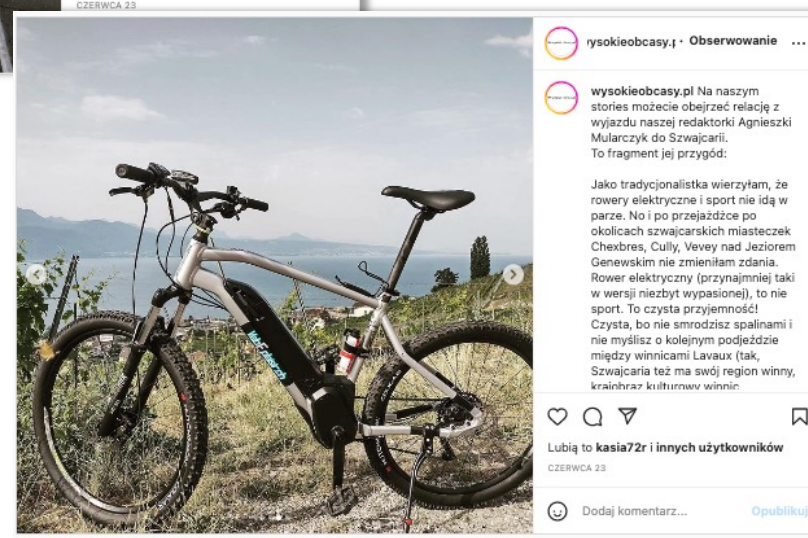 CZERWCA 23
wysokieobcasy.p • Obserwowanie ...
wysokieobcasy.pl Na naszym
stories możecie obejrzeć relację z
wyjazdu naszej redaktorki Agnieszki
Mularczyk do Szwajcarii.
To fragment jej przygód:
Jako tradycjonalistka wierzyłam, że
rowery elektryczne i sport nie idą w
parze. No i po przejażdżce po
okolicach szwajcarskich miasteczek
Chexbres, Cully, Vevey nad Jeziorem
Genewskim nie zmieniłam zdania.
Rower elektryczny (przynajmniej taki
w wersji niezbyt wypasionej), to nie
sport. To czysta przyjemność!
Czysta, bo nie smrodzisz spalinami i
nie myślisz o kolejnym podjeździe
między winnicami Lavaux (tak,
Szwajcaria też ma swój region winny,
krajobraz kulturowy winnic
Lubią to kasia72r i innych użytkowników
CZERWCA 23
Dodaj komentarz... Opublikuj